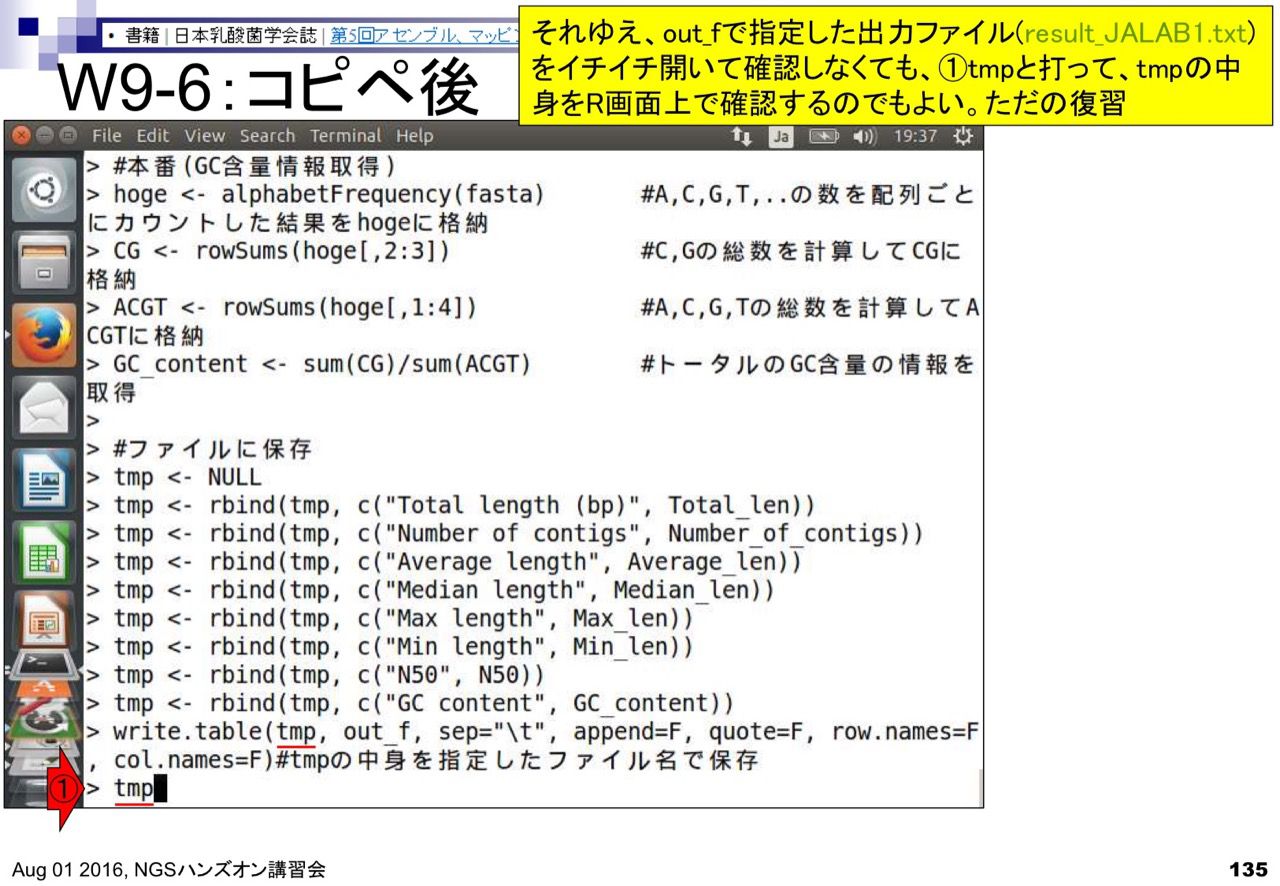 ・書籍 | 日本乳酸菌学会誌 | 第5回アセンブル、マッピン
それゆえ、out_fで指定した出力ファイル(result_JALAB1.txt)
をイチイチ開いて確認しなくても、①tmpと打って、tmpの中
身をR画面上で確認するのでもよい。ただの復習
W9-6:コピペ後
File Edit View Search Terminal Help
Ja 19:37
> #本番(GC含量情報取得)
> hoge <- alphabetFrequency(fasta) #A,C,G,T,..の数を配列ごと
にカウントした結果をhogeに格納
> CG <- rowSums(hoge[,2:3]) #C,Gの総数を計算してCGに
格納
> ACGT <- rowSums(hoge[,1:4]) #A,C,G,Tの総数を計算してA
CGTに格納
> GC_content <- sum(CG)/sum(ACGT) #トータルのGC含量の情報を
取得
>
> #ファイルに保存
> tmp <- NULL
> tmp <- rbind(tmp, c("Total length (bp)", Total_len))
> tmp <- rbind(tmp, c("Number of contigs", Number_of_contigs))
> tmp <- rbind(tmp, c("Average length", Average_len))
> tmp <- rbind(tmp, c("Median length", Median_len))
> tmp <- rbind(tmp, c("Max length", Max_len))
> tmp <- rbind(tmp, c("Min length", Min_len))
> tmp <- rbind(tmp, c("N50", N50))
> tmp <- rbind(tmp, c("GC content", GC_content))
> write.table(tmp, out_f, sep="\t", append=F, quote=F, row.names=F
, col.names=F)#tmpの中身を指定したファイル名で保存
① > tmp
Aug 01 2016, NGSハンズオン講習会
135